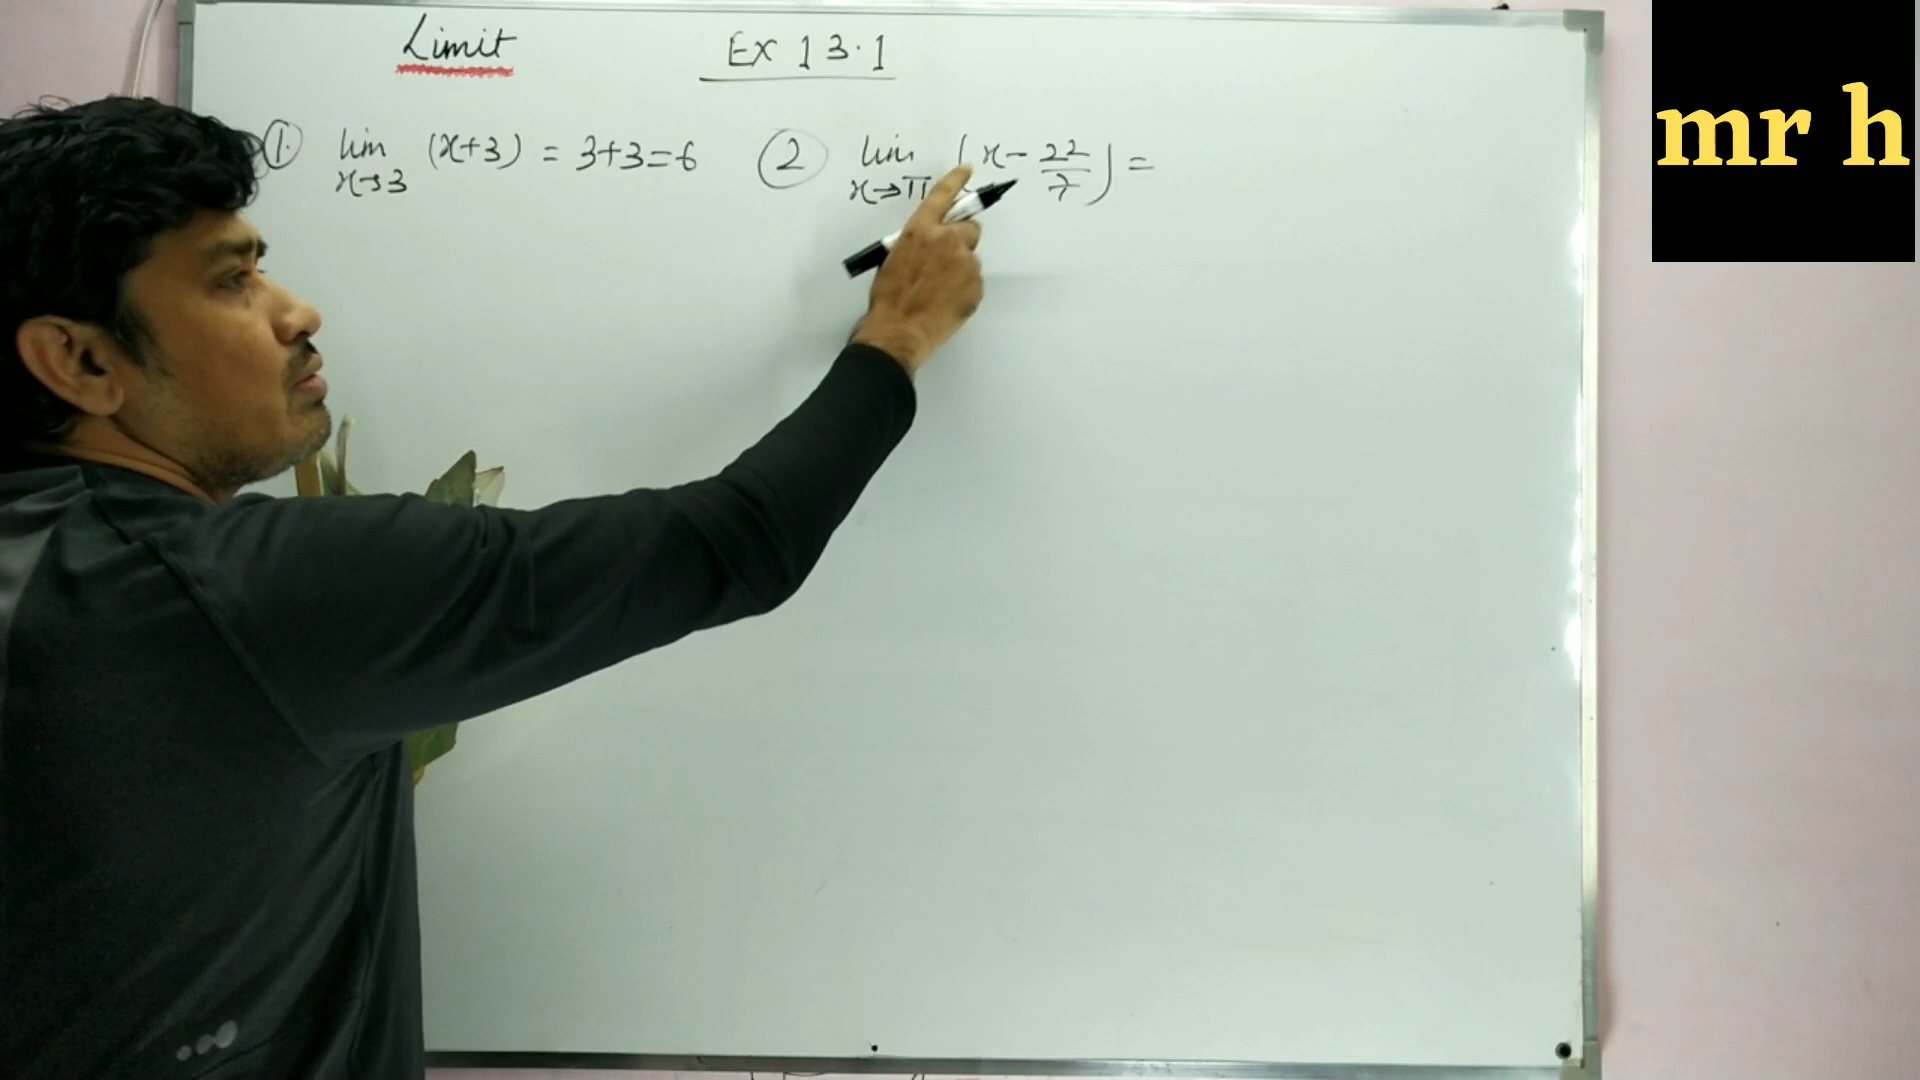 Limit Ex 13.1
① lim x→3 (x+3) = 3+3=6 ② lim x→π (x - 22/7) =
mr h